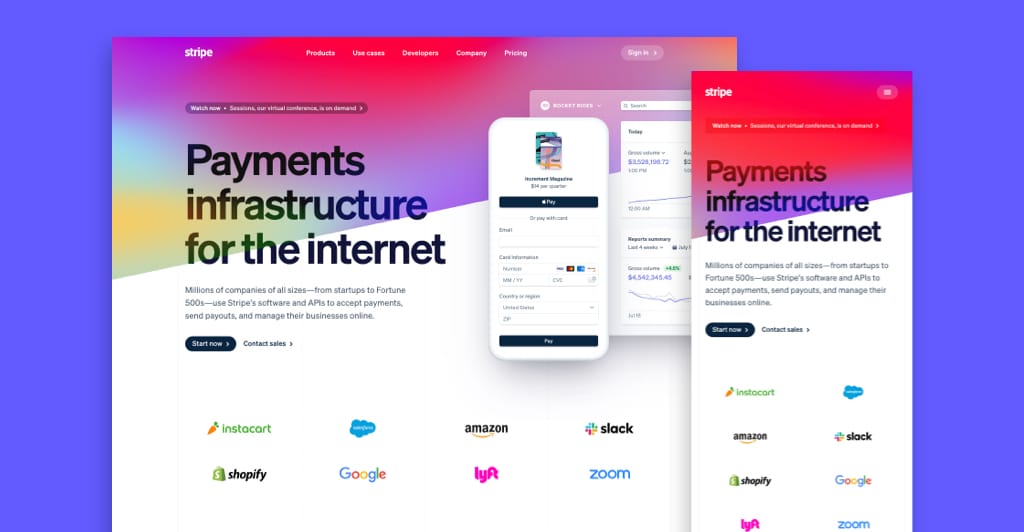 stripe
Products Use cases Developers Company Pricing
Sign in
Watch now • Sessions, our virtual conference, is on demand
Payments
infrastructure
for the internet
Millions of companies of all sizes—from startups to Fortune
500s—use Stripe's software and APIs to accept payments,
send payouts, and manage their businesses online.
Start now
Contact sales
ROCKET RIDES
Search
Today
Gross volume
$3,528,198.72
1:00 PM
12:00 AM
Reports summary
Last 4 weeks
Gross volume +4.6%
$4,542,345.45
Jul 18
Increment Magazine
$14 per quarter
Pay
Or pay with card
Email
Card Information
Number
MM / YY CVC
Country or region
United States
ZIP
Pay
instacart
salesforce
amazon
slack
shopify
Google
lyft
zoom
stripe
Watch now • Sessions, our virtual conference, is on demand
Payments
infrastructure
for the internet
Millions of companies of all sizes—from startups to
Fortune 500s—use Stripe's software and APIs to
accept payments, send payouts, and manage their
businesses online.
Start now
Contact sales
instacart
salesforce
amazon
slack
shopify
Google
lyft
zoom